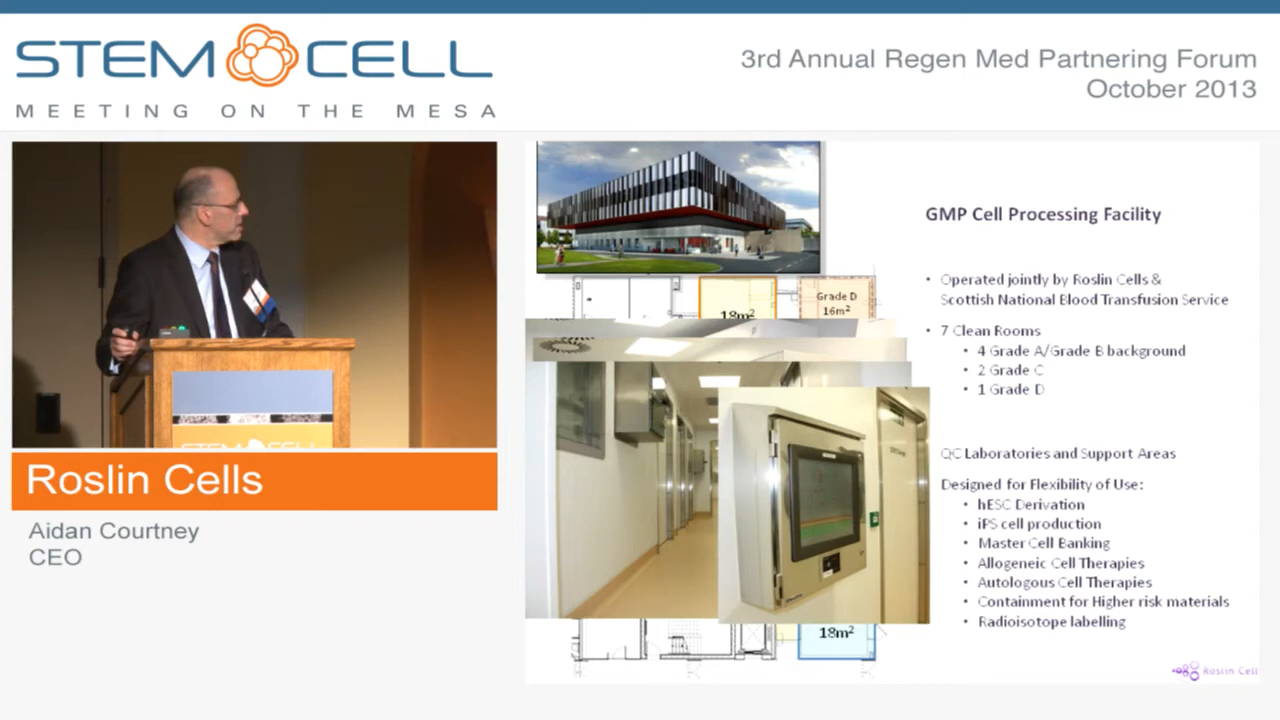 STEM CELL
MEETING ON THE MESA
3rd Annual Regen Med Partnering Forum
October 2013
GMP Cell Processing Facility
• Operated jointly by Roslin Cells &
Scottish National Blood Transfusion Service
• 7 Clean Rooms
• 4 Grade A/Grade B background
• 2 Grade C
• 1 Grade D
QC Laboratories and Support Areas
Designed for Flexibility of Use:
• hESC Derivation
• iPS cell production
• Master Cell Banking
• Allogeneic Cell Therapies
• Autologous Cell Therapies
• Containment for Higher risk materials
• Radioisotope labelling
Grade D
16m²
18m²
18m²
Roslin Cell
STEM CELL
Roslin Cells
Aidan Courtney
CEO